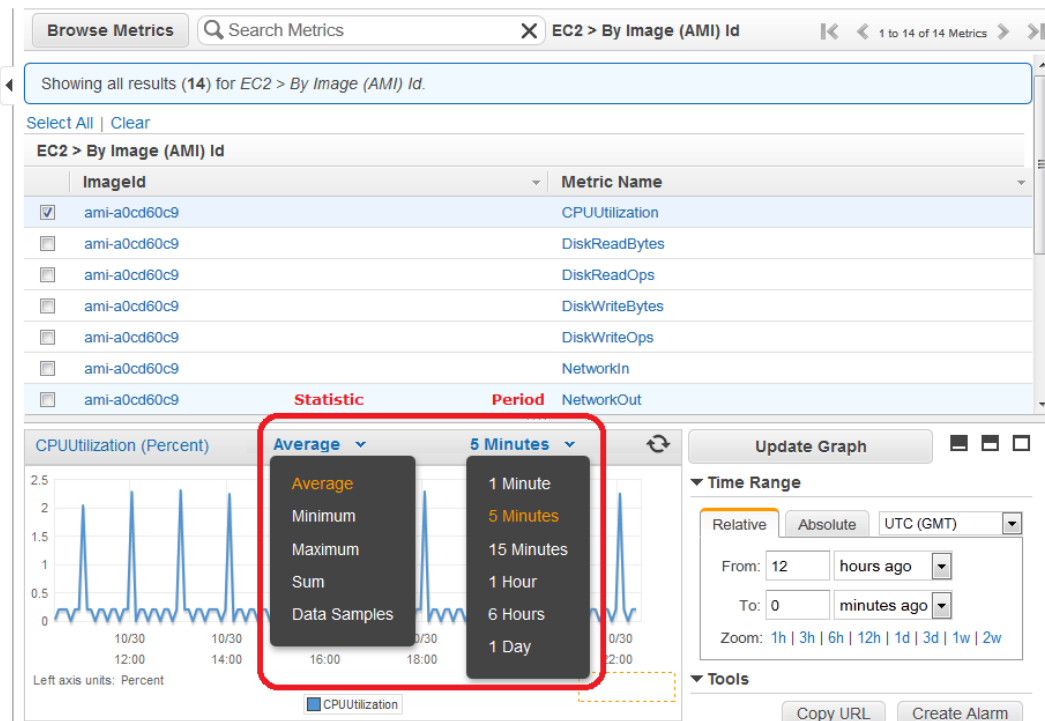 Browse Metrics Search Metrics X EC2 > By Image (AMI) Id 1 to 14 of 14 Metrics
Showing all results (14) for EC2 > By Image (AMI) Id.
Select All | Clear
EC2 > By Image (AMI) Id
ImageId Metric Name
ami-a0cd60c9 CPUUtilization
ami-a0cd60c9 DiskReadBytes
ami-a0cd60c9 DiskReadOps
ami-a0cd60c9 DiskWriteBytes
ami-a0cd60c9 DiskWriteOps
ami-a0cd60c9 NetworkIn
ami-a0cd60c9 Statistic Period NetworkOut
CPUUtilization (Percent) Average 5 Minutes
2.5
2
1.5
1
0.5
0
10/30 10/30 0/30 0/30
12:00 14:00 16:00 18:00 22:00
Left axis units: Percent
CPUUtilization
Average
Minimum
Maximum
Sum
Data Samples
1 Minute
5 Minutes
15 Minutes
1 Hour
6 Hours
1 Day
Update Graph
Time Range
Relative Absolute UTC (GMT)
From: 12 hours ago
To: 0 minutes ago
Zoom: 1h | 3h | 6h | 12h | 1d | 3d | 1w | 2w
Tools
Copy URL Create Alarm